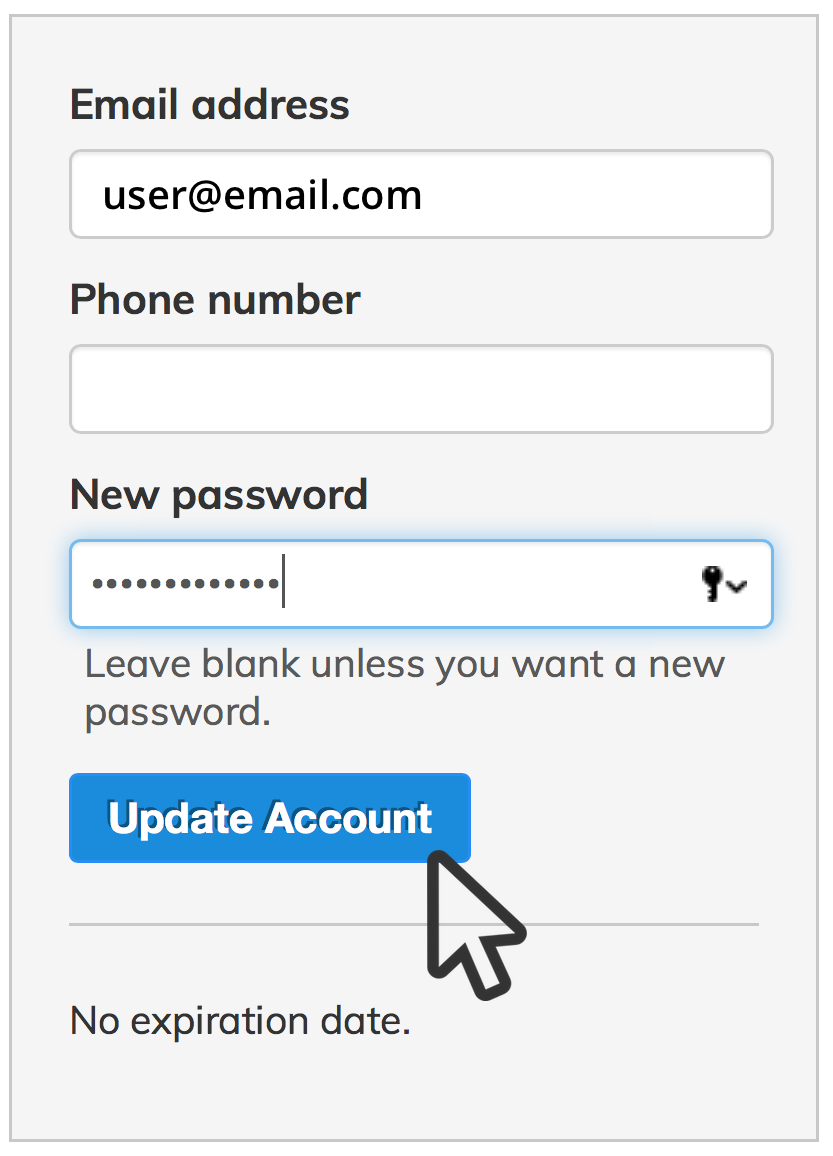 Email address
user@email.com
Phone number
New password
•••••••••••••
Leave blank unless you want a new
password.
Update Account
No expiration date.